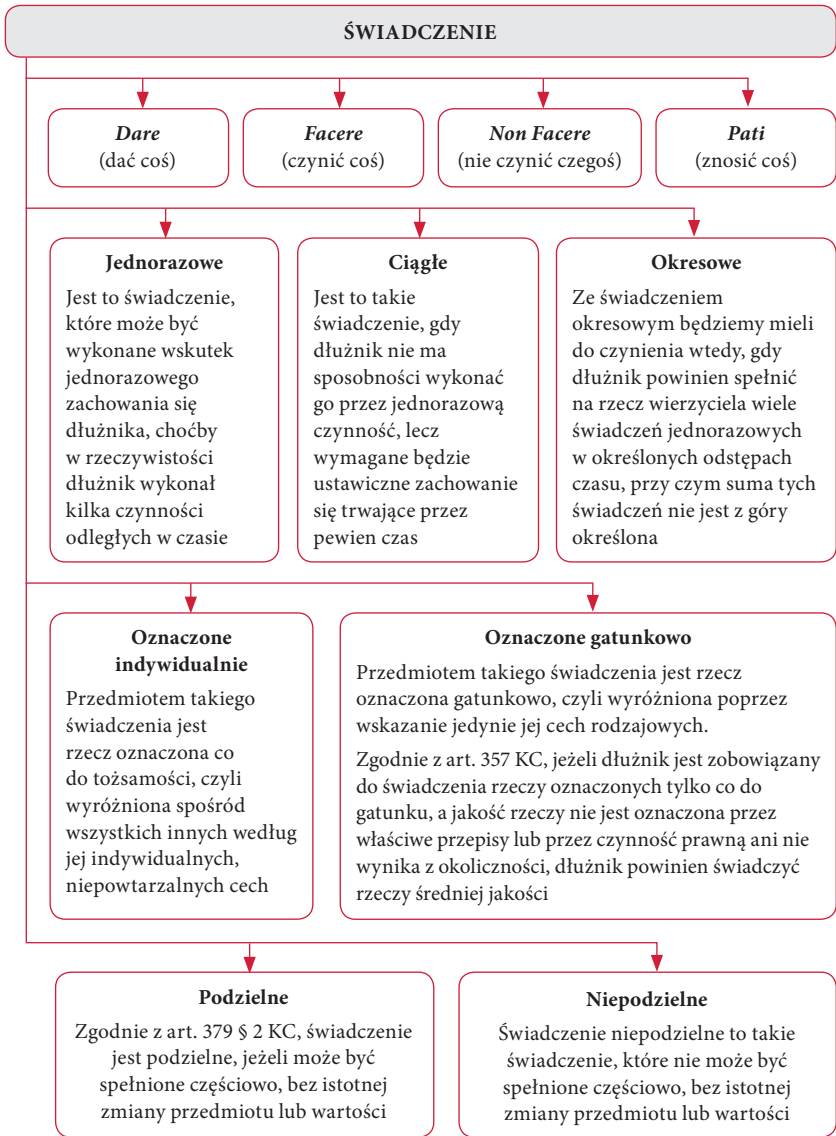 ŚWIADCZENIE
Dare
(dać coś)
Facere
(czynić coś)
Non Facere
(nie czynić czegoś)
Pati
(znosić coś)
Jednorazowe
Jest to świadczenie,
które może być
wykonane wskutek
jednorazowego
zachowania się
dłużnika, choćby
w rzeczywistości
dłużnik wykonał
kilka czynności
odległych w czasie
Ciągłe
Jest to takie
świadczenie, gdy
dłużnik nie ma
sposobności wykonać
go przez jednorazową
czynność, lecz
wymagane będzie
ustawiczne zachowanie
się trwające przez
pewien czas
Okresowe
Ze świadczeniem
okresowym będziemy mieli
do czynienia wtedy, gdy
dłużnik powinien spełnić
na rzecz wierzyciela wiele
świadczeń jednorazowych
w określonych odstępach
czasu, przy czym suma tych
świadczeń nie jest z góry
określona
Oznaczone
indywidualnie
Przedmiotem takiego
świadczenia jest
rzecz oznaczona co
do tożsamości, czyli
wyróżniona spośród
wszystkich innych według
jej indywidualnych,
niepowtarzalnych cech
Oznaczone gatunkowo
Przedmiotem takiego świadczenia jest rzecz
oznaczona gatunkowo, czyli wyróżniona poprzez
wskazanie jedynie jej cech rodzajowych.
Zgodnie z art. 357 KC, jeżeli dłużnik jest zobowiązany
do świadczenia rzeczy oznaczonych tylko co do
gatunku, a jakość rzeczy nie jest oznaczona przez
właściwe przepisy lub przez czynność prawną ani nie
wynika z okoliczności, dłużnik powinien świadczyć
rzeczy średniej jakości
Podzielne
Zgodnie z art. 379 § 2 KC, świadczenie
jest podzielne, jeżeli może być
spełnione częściowo, bez istotnej
zmiany przedmiotu lub wartości
Niepodzielne
Świadczenie niepodzielne to takie
świadczenie, które nie może być
spełnione częściowo, bez istotnej
zmiany przedmiotu lub wartości